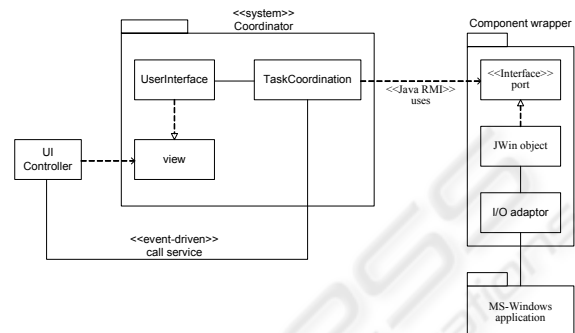 <<system>>
Coordinator
Component wrapper
UserInterface
TaskCoordination
<<Java RMI>>
uses
<<Interface>>
port
UI
Controller
view
JWin object
I/O adaptor
<<event-driven>>
call service
MS-Windows
application